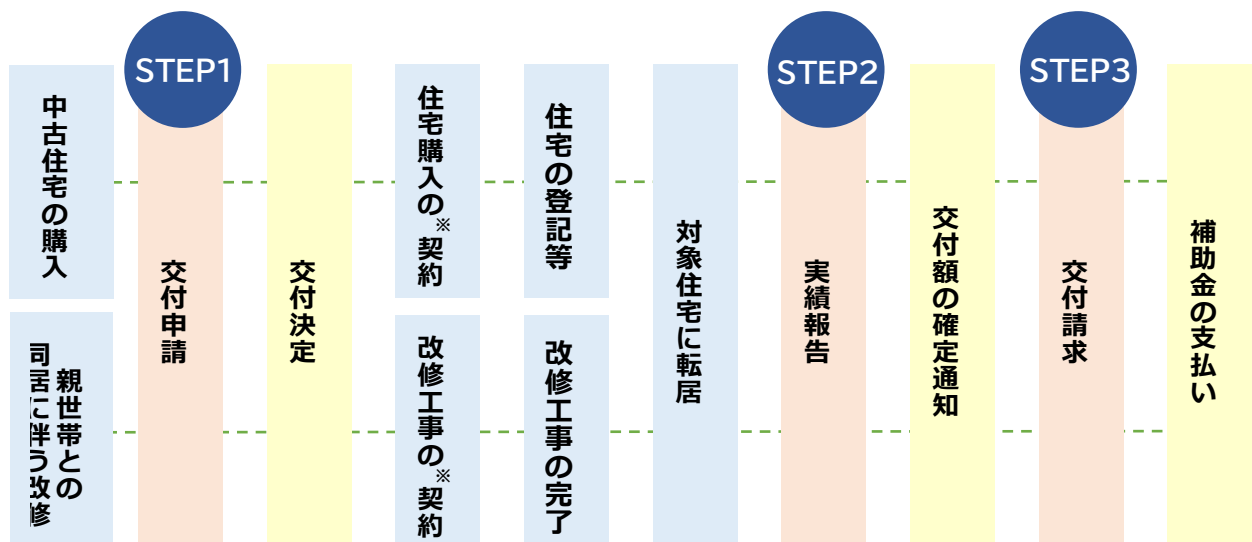 中古住宅の購入
親世帯との
同居に伴う改修
STEP1
交付申請
交付決定
住宅購入の※契約
改修工事の※契約
住宅の登記等
改修工事の完了
対象住宅に転居
STEP2
実績報告
交付額の確定通知
STEP3
交付請求
補助金の支払い